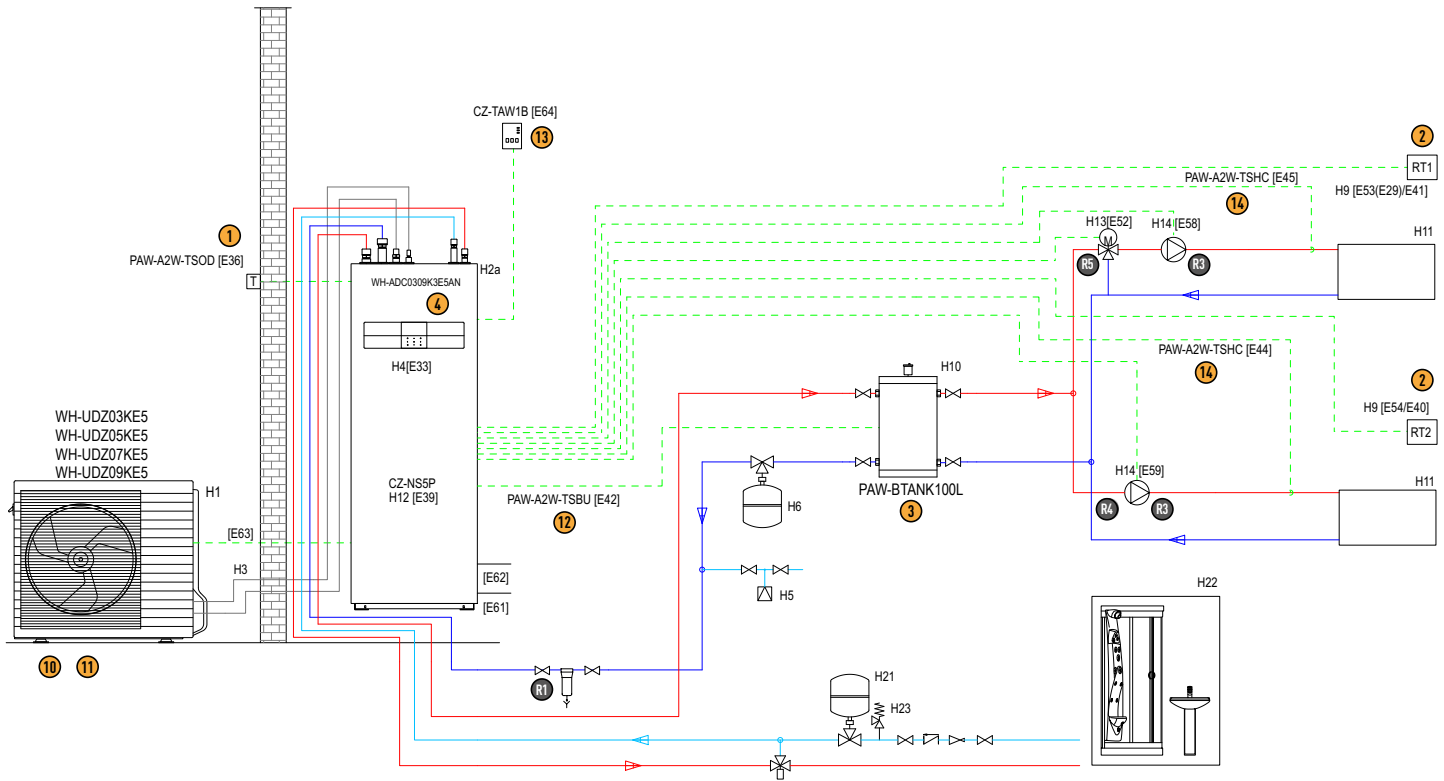 CZ-TAW1B [E64]
13
2
RT1
PAW-A2W-TSHC [E45]
H9 [E53(E29)/E41]
14
1
PAW-A2W-TSOD [E36]
T
H13[E52]
H14 [E58]
M
R5
R3
H11
H2a
WH-ADC0309K3E5AN
4
H4[E33]
PAW-A2W-TSHC [E44]
14
H10
2
H9 [E54/E40]
RT2
WH-UDZ03KE5
WH-UDZ05KE5
WH-UDZ07KE5
WH-UDZ09KE5
H1
CZ-NS5P
H12 [E39]
PAW-A2W-TSBU [E42]
12
H6
PAW-BTANK100L
3
H14 [E59]
R4
R3
H11
[E63]
H3
[E62]
[E61]
H5
H22
10
11
R1
H21
H23